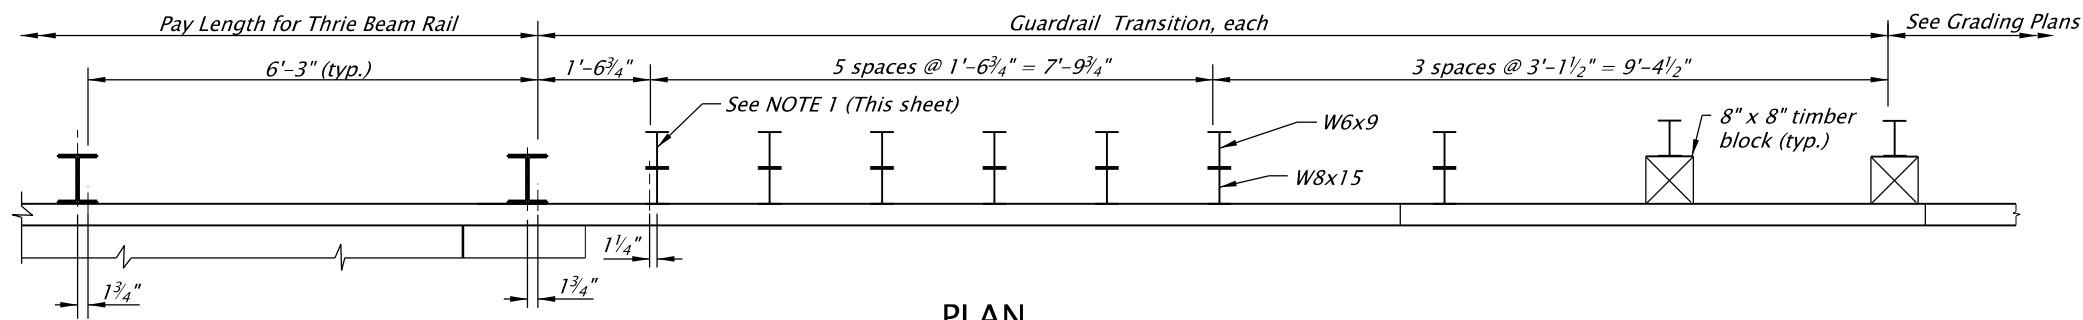 Pay Length for Thrie Beam Rail
Guardrail Transition, each
See Grading Plans
6'-3" (typ.)
1'-6¾"
5 spaces @ 1'-6¾" = 7'-9¾"
3 spaces @ 3'-1½" = 9'-4½"
See NOTE 1 (This sheet)
W6x9
8" x 8" timber
block (typ.)
W8x15
1¼"
1¾"
1¾"
PLAN